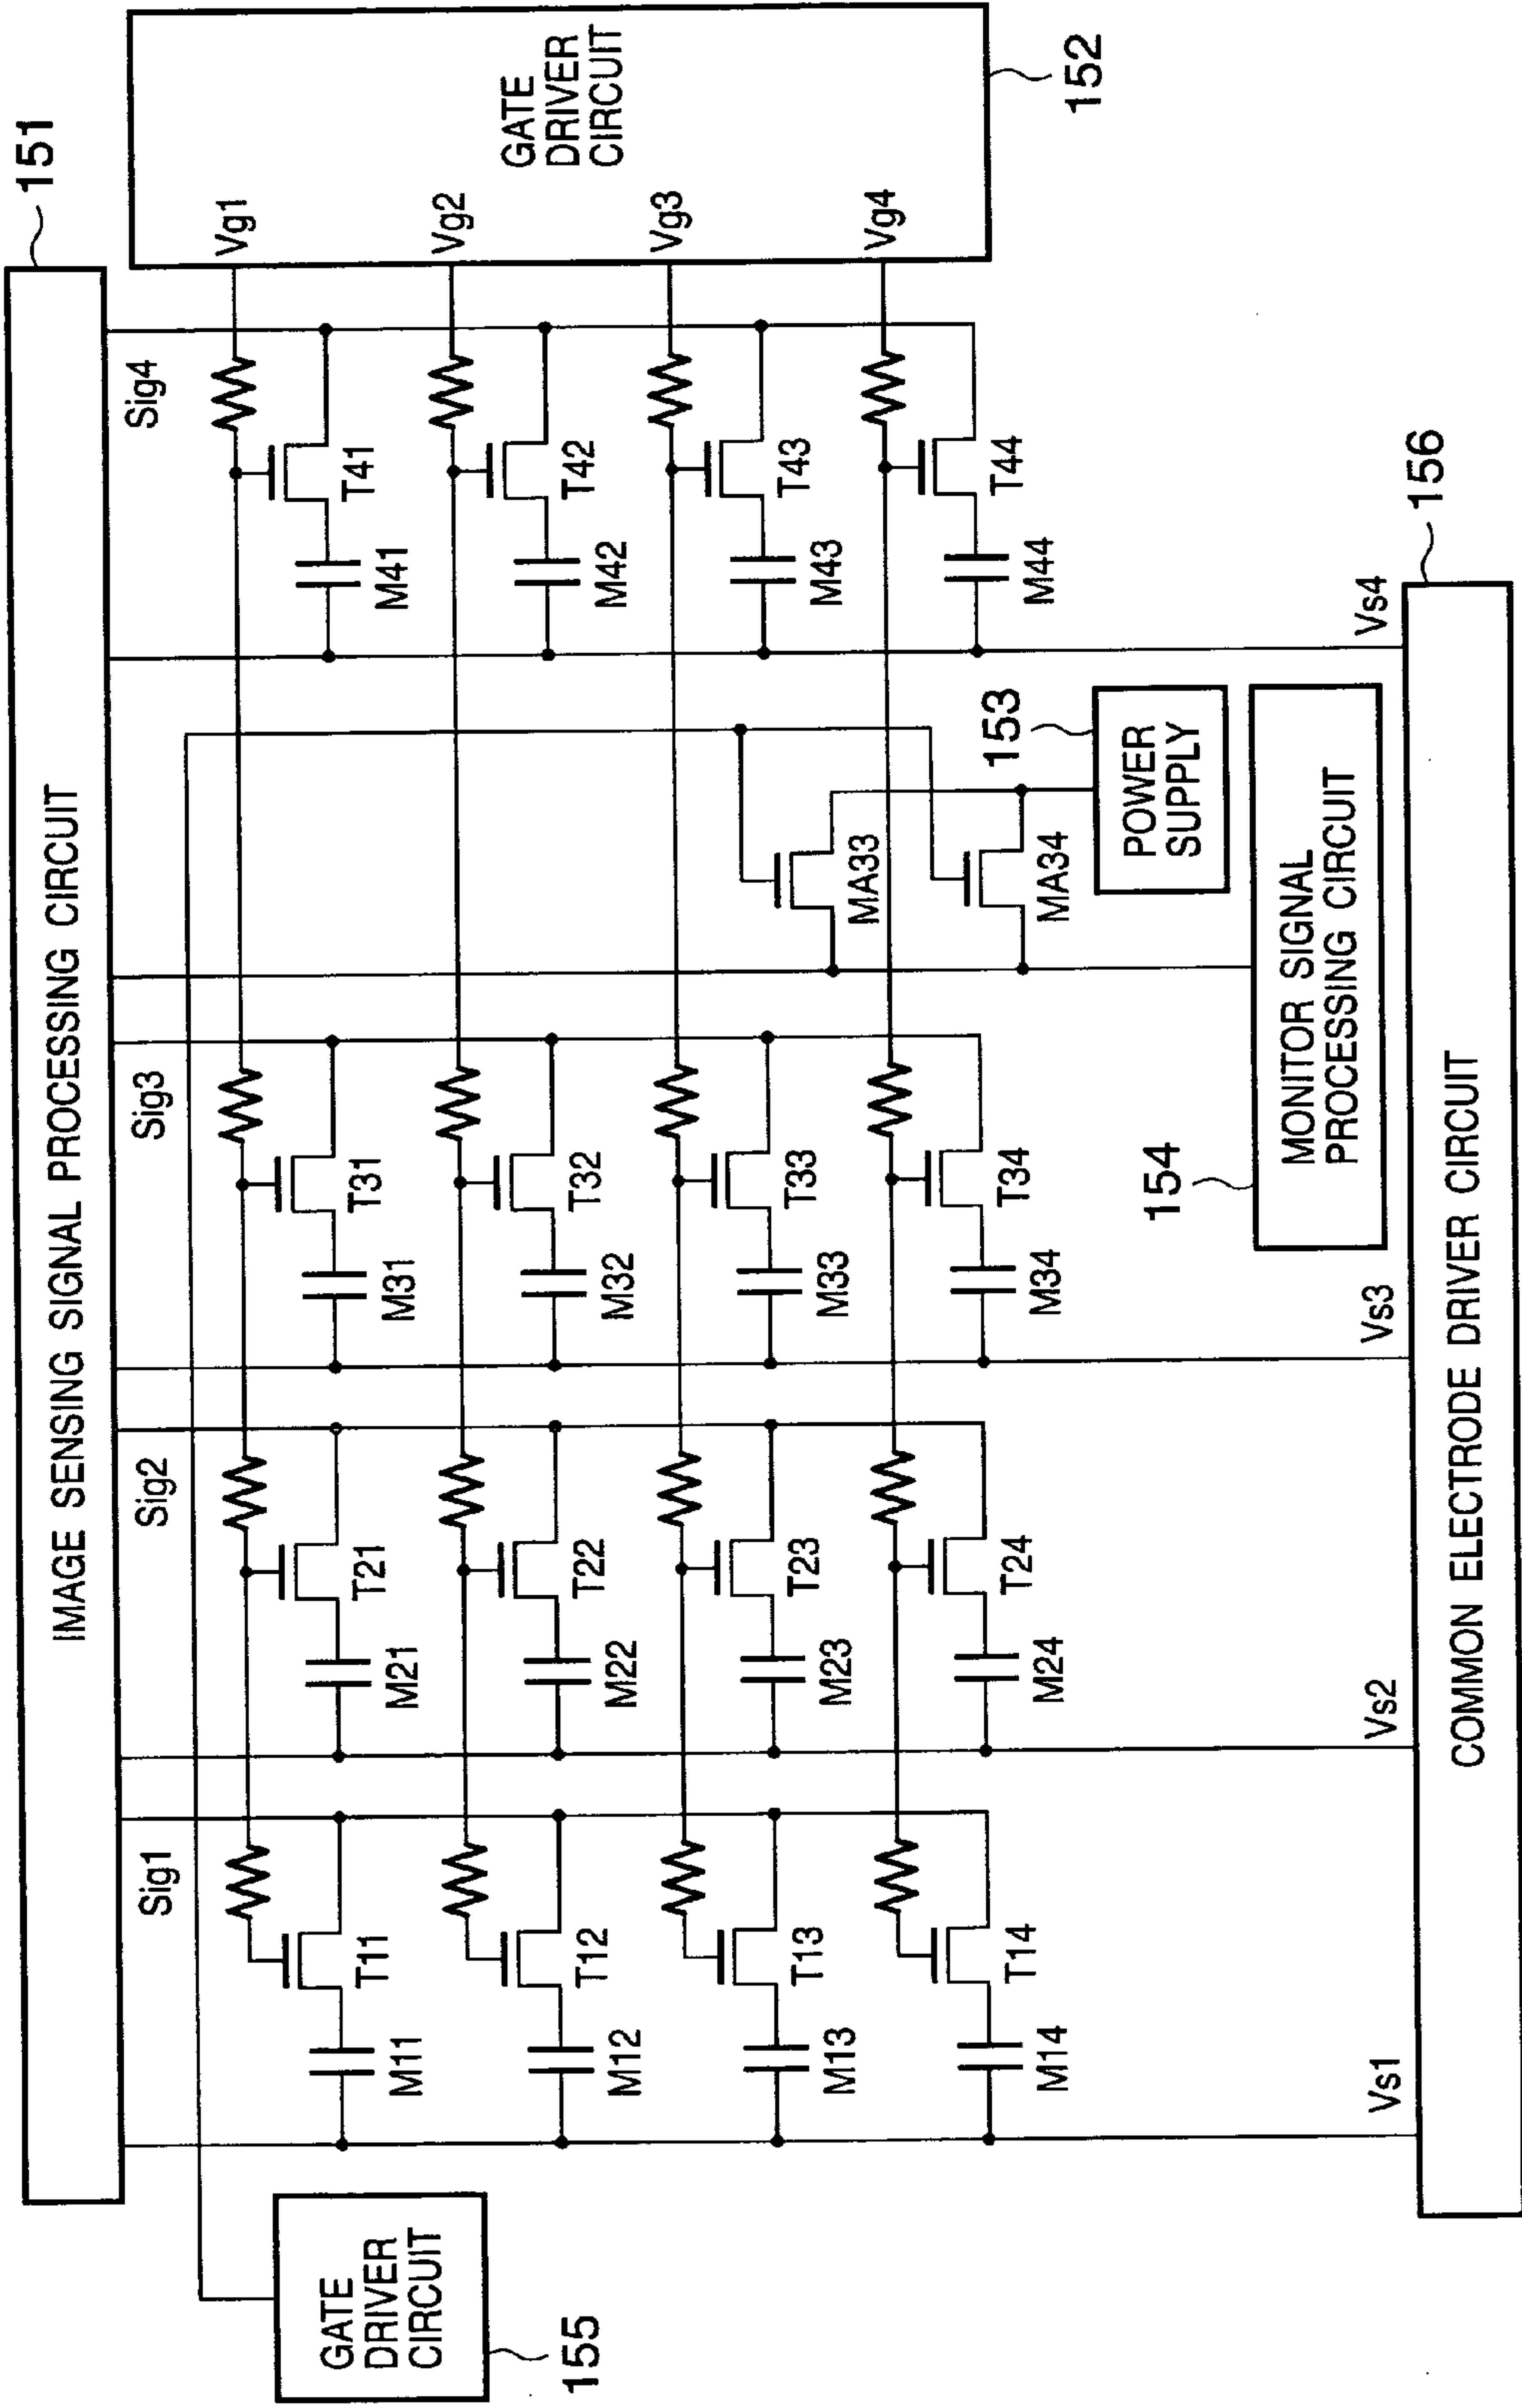 151
IMAGE SENSING SIGNAL PROCESSING CIRCUIT
GATE
DRIVER
CIRCUIT
155
GATE
DRIVER
CIRCUIT
152
Sig1
Sig2
Sig3
Sig4
Vg1
M11
T11
M21
T21
M31
T31
M41
T41
Vg2
M12
T12
M22
T22
M32
T32
M42
T42
Vg3
M13
T13
M23
T23
M33
T33
MA33
M43
T43
Vg4
M14
T14
M24
T24
M34
T34
MA34
M44
T44
153
POWER
SUPPLY
154
MONITOR SIGNAL
PROCESSING CIRCUIT
Vs1
Vs2
Vs3
Vs4
156
COMMON ELECTRODE DRIVER CIRCUIT